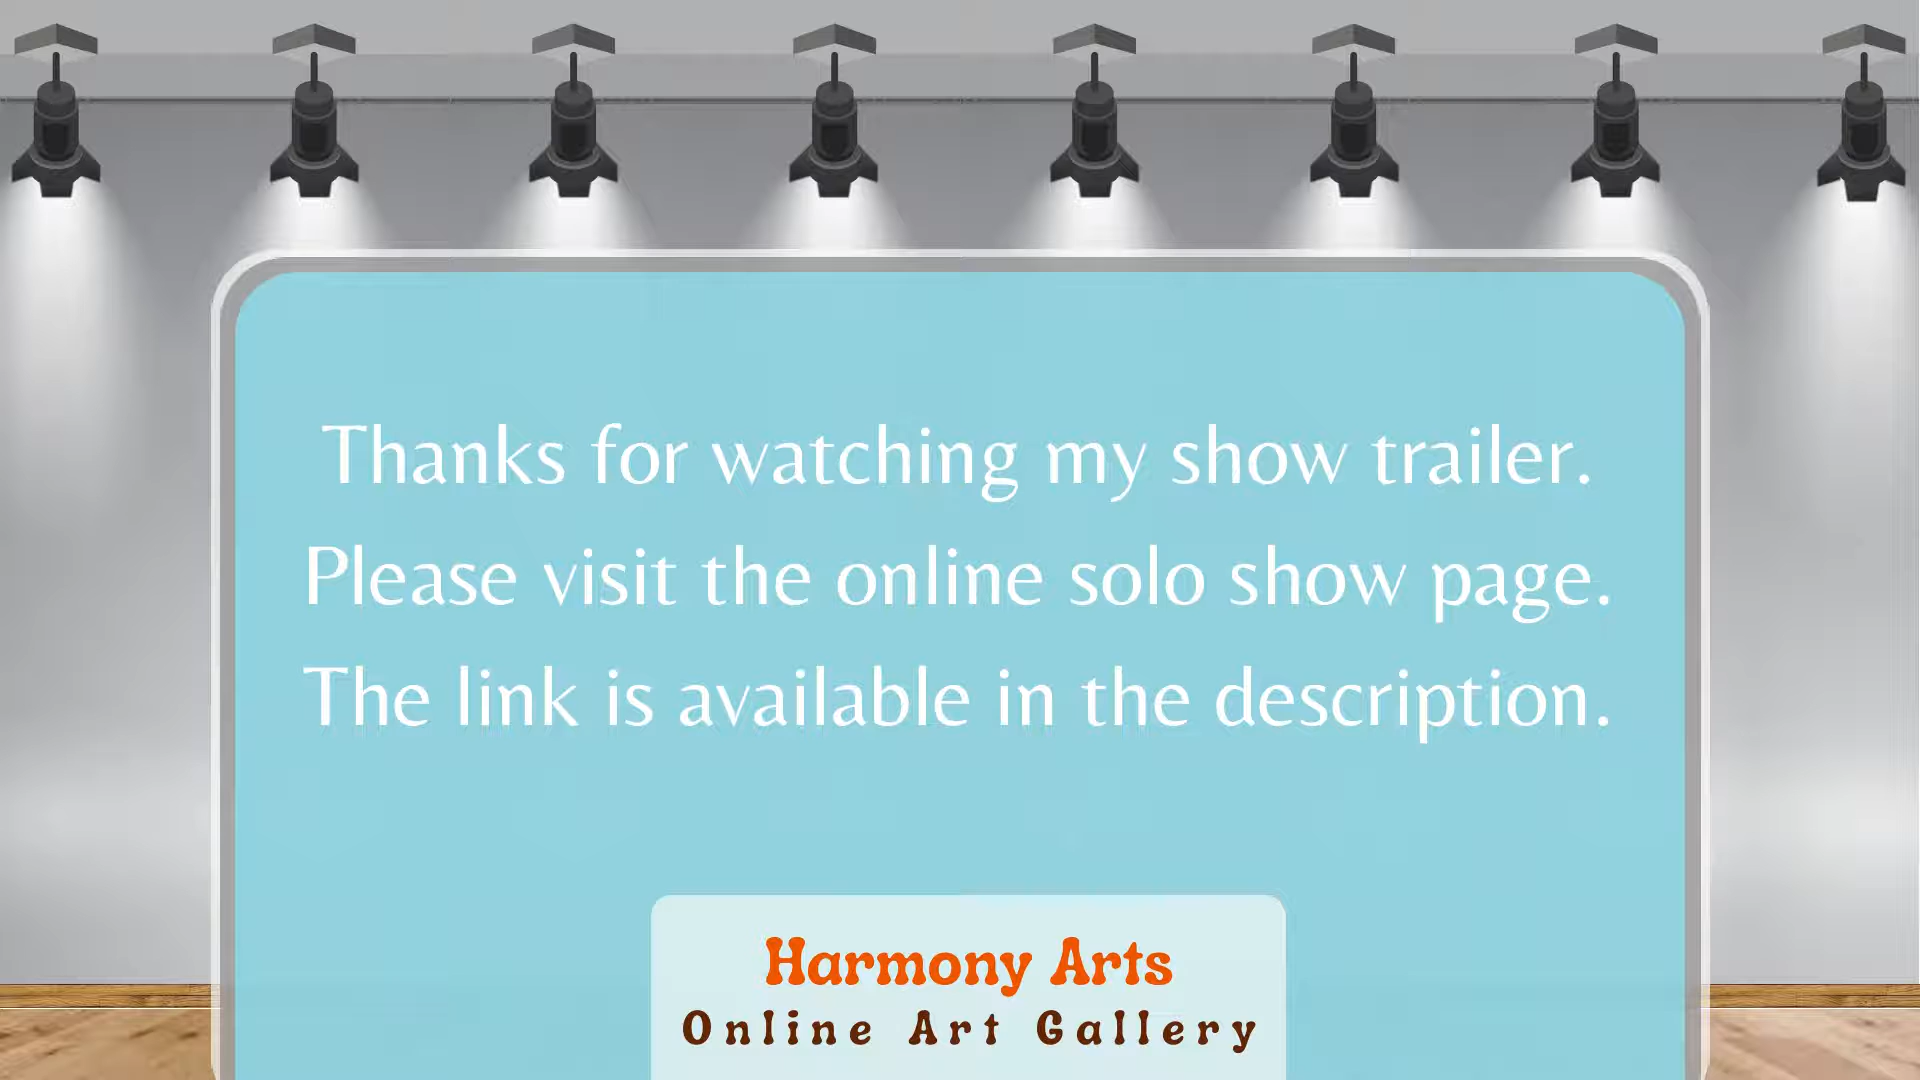 Thanks for watching my show trailer.
Please visit the online solo show page.
The link is available in the description.
Harmony Arts
Online Art Gallery